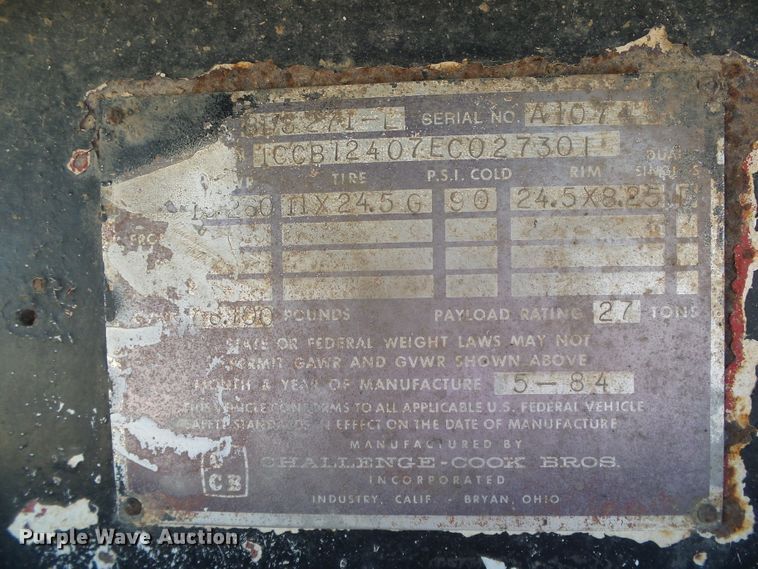 SERIAL NO.
1CCB12407EC027301
TIRE P.S.I. COLD RIM DUAL
SINGLES
11X24.5 G 90 24.5X8.25
POUNDS PAYLOAD RATING 27 TONS
STATE OR FEDERAL WEIGHT LAWS MAY NOT
PERMIT GAWR AND GVWR SHOWN ABOVE
MONTH & YEAR OF MANUFACTURE 5-84
THIS VEHICLE CONFORMS TO ALL APPLICABLE U.S. FEDERAL VEHICLE
SAFETY STANDARDS IN EFFECT ON THE DATE OF MANUFACTURE
MANUFACTURED BY
CCB CHALLENGE-COOK BROS.
INCORPORATED
INDUSTRY, CALIF. - BRYAN, OHIO
Purple Wave Auction